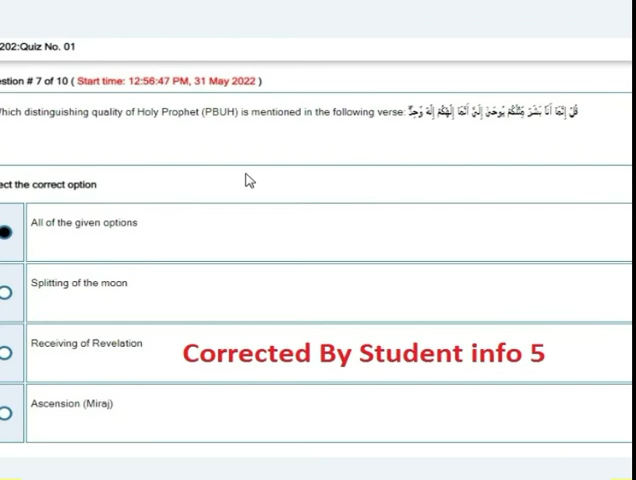 202:Quiz No. 01
estion # 7 of 10 ( Start time: 12:56:47 PM, 31 May 2022 )
hich distinguishing quality of Holy Prophet (PBUH) is mentioned in the following verse: قُلْ إِنَّمَا أَنَا بَشَرٌ مِّثْلُكُمْ يُوحَىٰ إِلَيَّ أَنَّمَا إِلَٰهُكُمْ إِلَٰهٌ وَٰحِدٌ
ect the correct option
All of the given options
Splitting of the moon
Receiving of Revelation
Corrected By Student info 5
Ascension (Miraj)